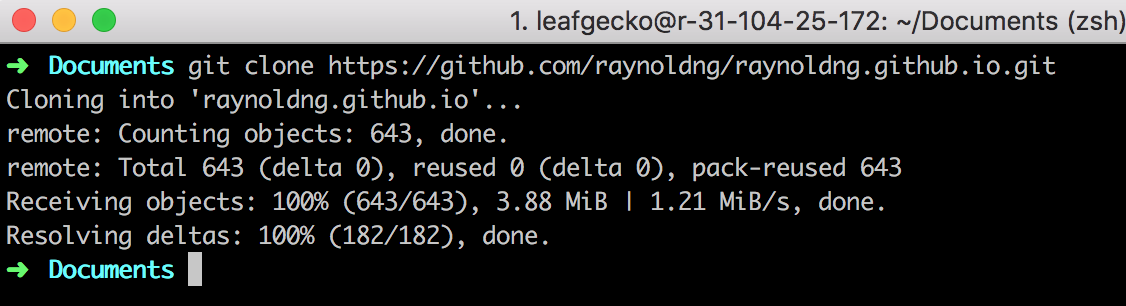 1. leafgecko@r-31-104-25-172: ~/Documents (zsh)
➜ Documents git clone https://github.com/raynoldng/raynoldng.github.io.git
Cloning into 'raynoldng.github.io'...
remote: Counting objects: 643, done.
remote: Total 643 (delta 0), reused 0 (delta 0), pack-reused 643
Receiving objects: 100% (643/643), 3.88 MiB | 1.21 MiB/s, done.
Resolving deltas: 100% (182/182), done.
➜ Documents